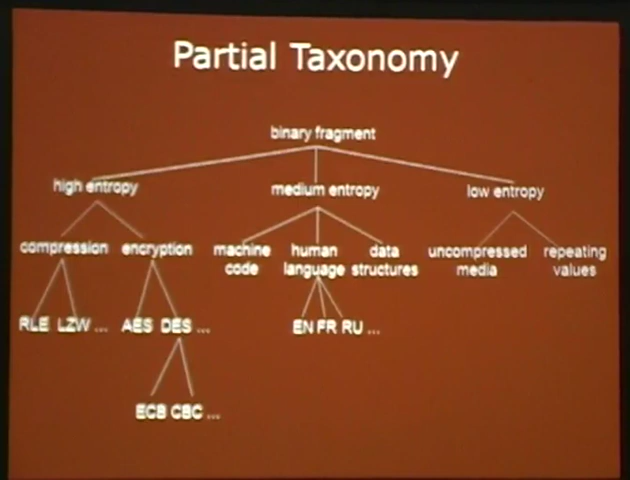 Partial Taxonomy
binary fragment
high entropy medium entropy low entropy
compression encryption machine code human language data structures uncompressed media repeating values
RLE LZW ... AES DES ... EN FR RU ...
ECB CBC ...